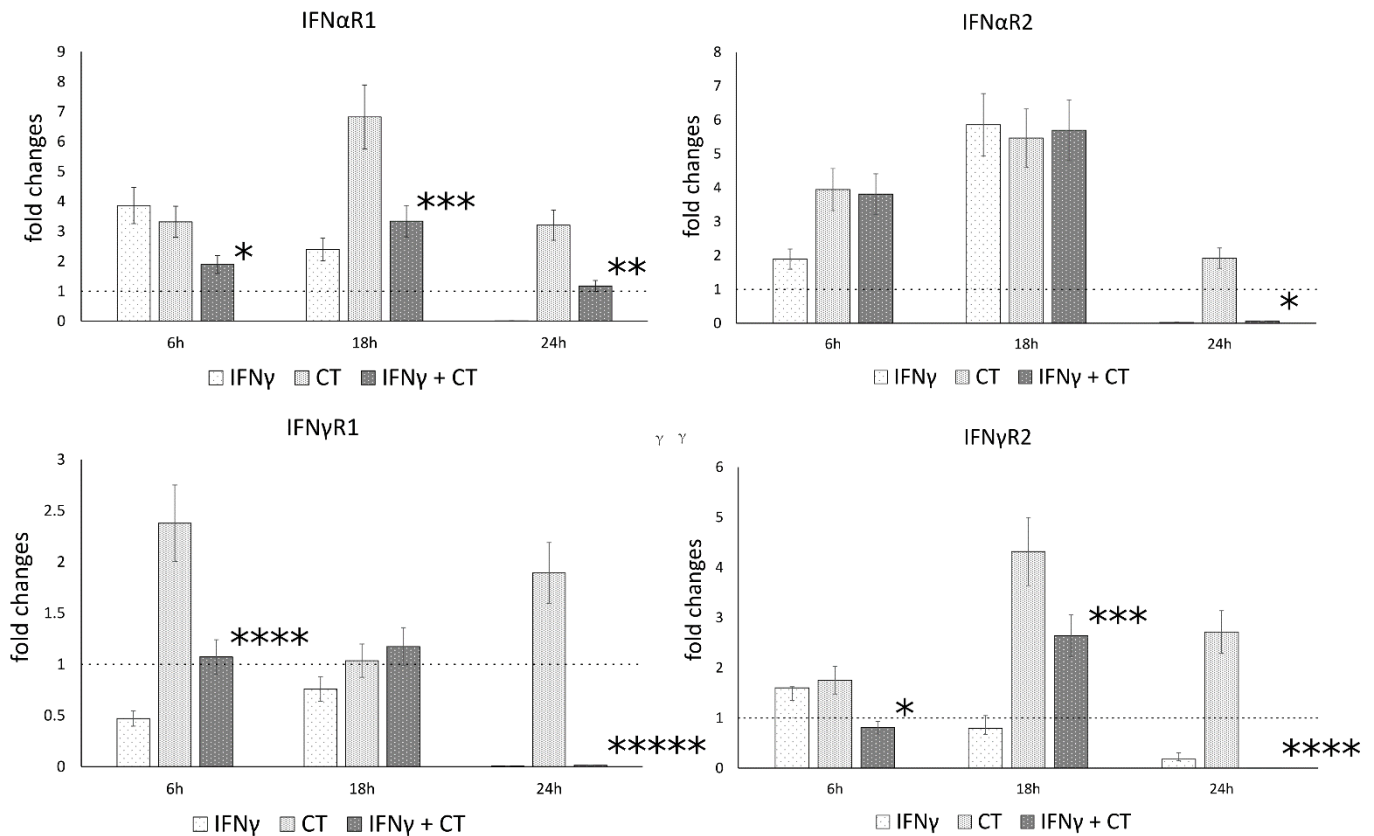 IFNαR1
fold changes
9
8
7
6
5
4
3
2
1
0
*
***
**
6h 18h 24h
IFNγ CT IFNγ + CT
IFNαR2
fold changes
8
7
6
5
4
3
2
1
0
*
6h 18h 24h
IFNγ CT IFNγ + CT
IFNγR1
fold changes
3
2.5
2
1.5
1
0.5
0
****
*****
6h 18h 24h
IFNγ CT IFNγ + CT
γ γ
IFNγR2
fold changes
6
5
4
3
2
1
0
*
***
****
6h 18h 24h
IFNγ CT IFNγ + CT